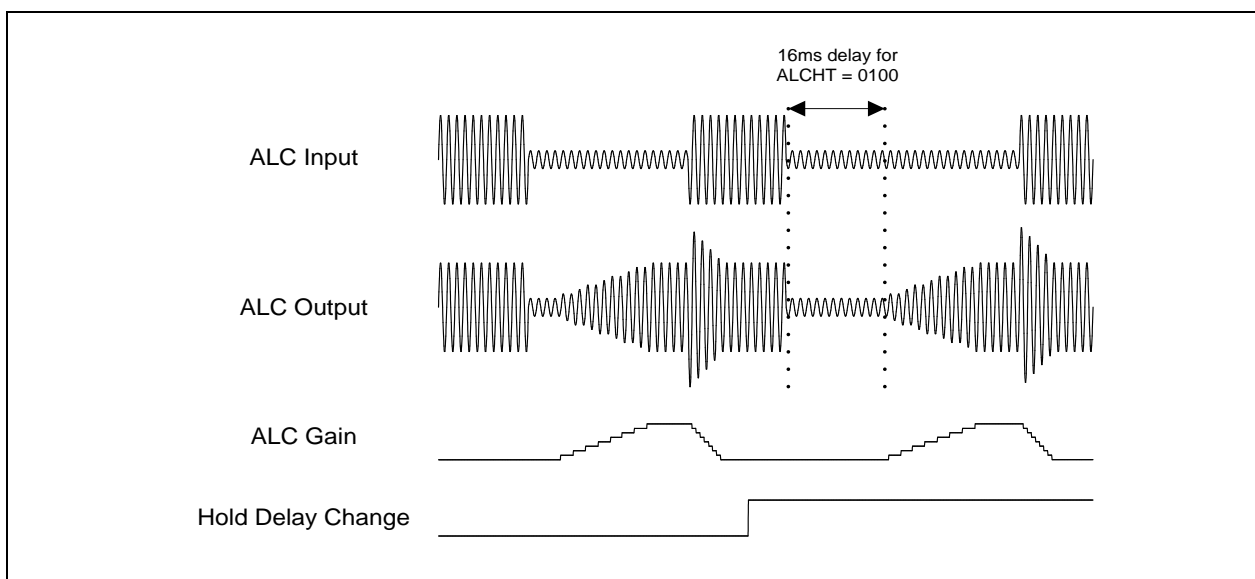 16ms delay for
ALCHT = 0100
ALC Input
ALC Output
ALC Gain
Hold Delay Change